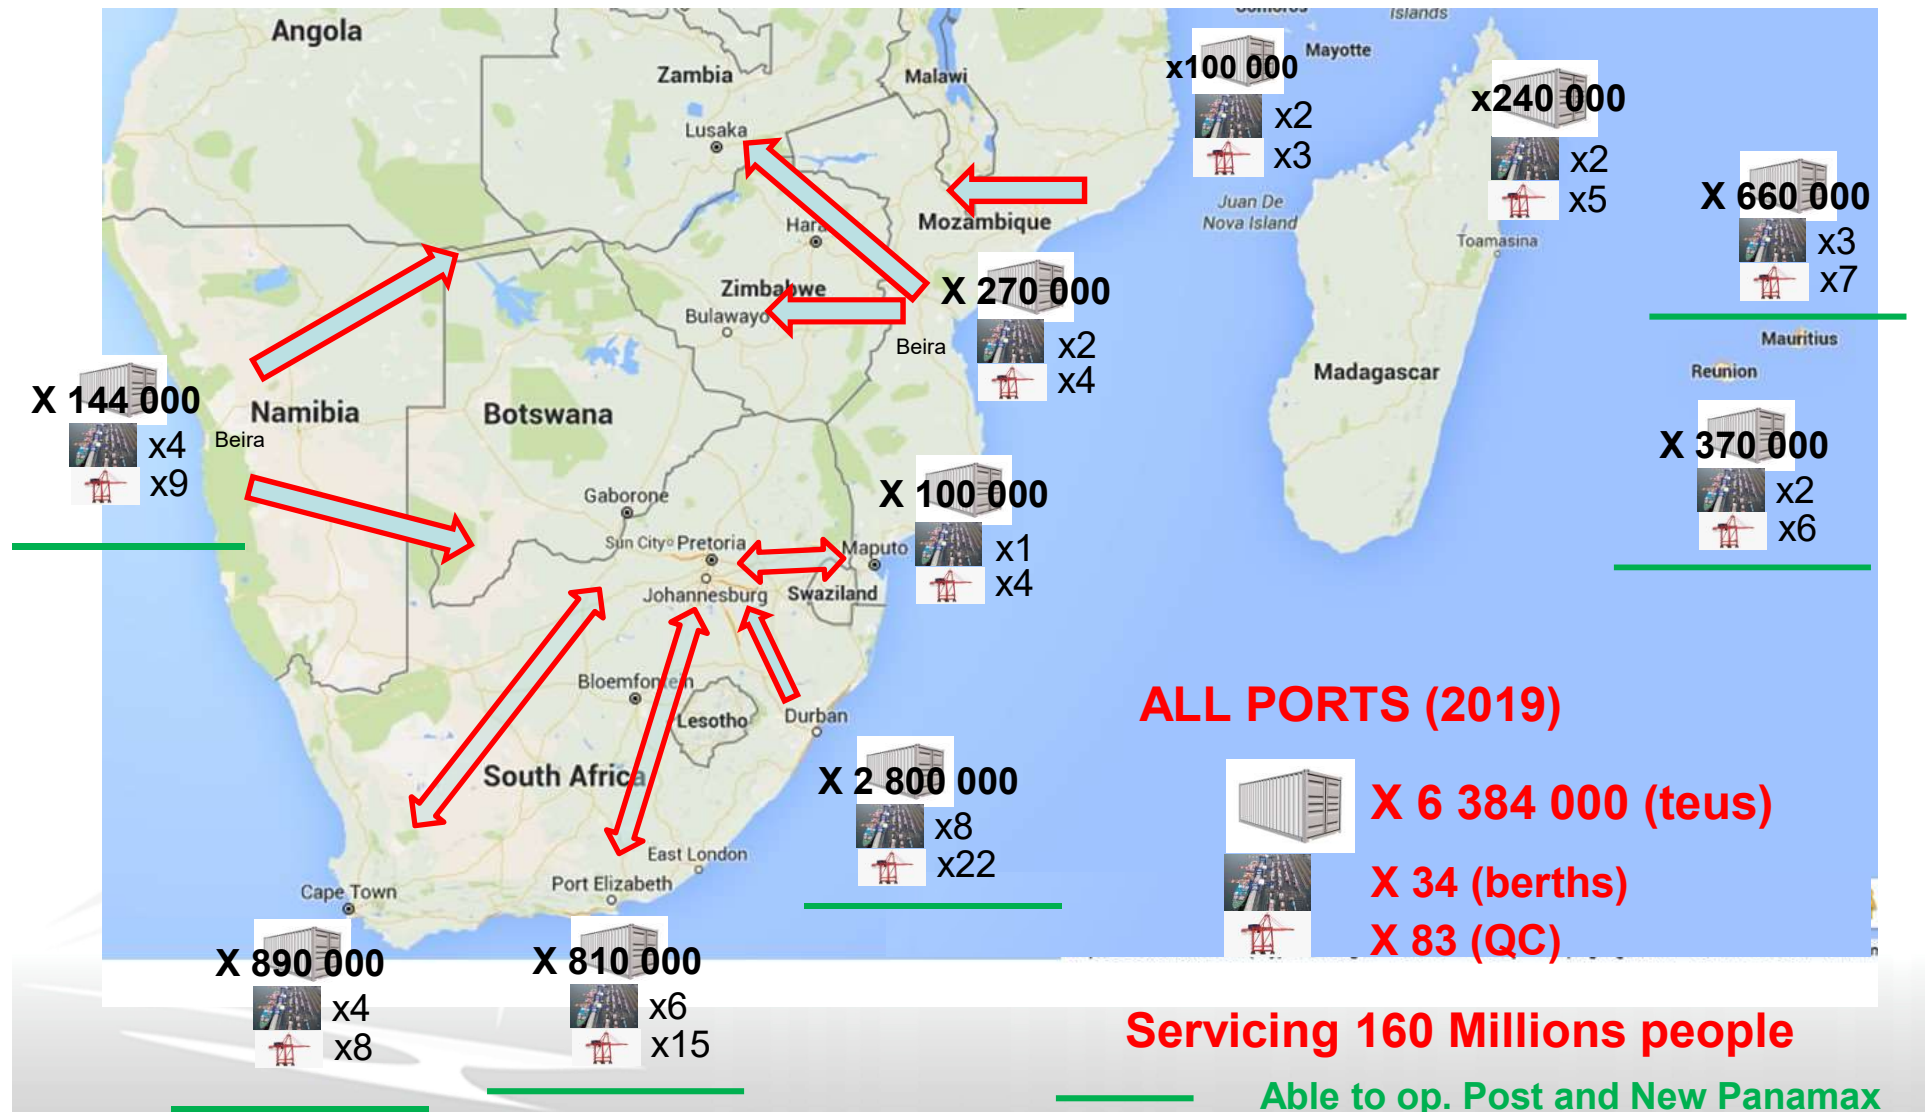 Comoros
Islands
Angola
Zambia
Malawi
x100 000
Mayotte
x2
x3
x240 000
x2
x5
Lusaka
Juan De
Nova Island
X 660 000
x3
x7
Mozambique
Toamasina
Zimbabwe
Bulawayo
X 270 000
x2
x4
Beira
Mauritius
Reunion
Madagascar
X 144 000
x4
x9
Beira
Namibia
Botswana
X 370 000
x2
x6
Gaborone
X 100 000
x1
x4
Sun City
Pretoria
Maputo
Johannesburg
Swaziland
Bloemfontein
Lesotho
Durban
ALL PORTS (2019)
South Africa
X 2 800 000
x8
x22
X 6 384 000 (teus)
X 34 (berths)
X 83 (QC)
East London
Port Elizabeth
Cape Town
X 890 000
x4
x8
X 810 000
x6
x15
Servicing 160 Millions people
Able to op. Post and New Panamax